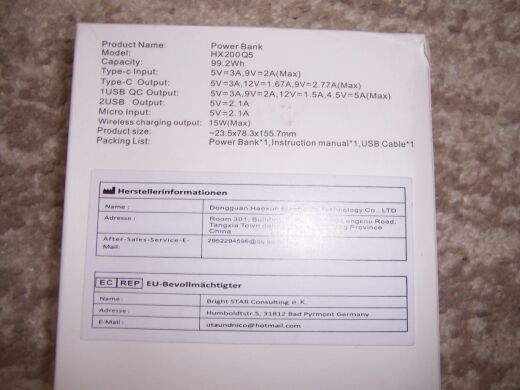 Product Name: Power Bank
Model: HX200Q5
Capacity: 99.2Wh
Type-c Input: 5V=3A,9V=2A(Max)
Type-C Output: 5V=3A,12V=1.67A,9V=2.77A(Max)
1USB QC Output: 5V=3A,9V=2A,12V=1.5A,4.5V=5A(Max)
2USB Output: 5V=2.1A
Micro Input: 5V=2.1A
Wireless charging output: 15W(Max)
Product size: ~23.5x78.3x155.7mm
Packing List: Power Bank*1,Instruction manual*1,USB Cable*1
Herstellerinformationen
Name: Dongguan Haoxun Technology Co., LTD
Adresse: Room 301, Building Longkou Road,
Tangxia Town Province
China
After-Sales-Service-E-Mail: 2952294596@
EC REP EU-Bevollmächtigter
Name: Bright STAR Consulting e.K.
Adresse: Humboldtstr.5, 31812 Bad Pyrmont Germany
E-Mail: utaundnico@hotmail.com